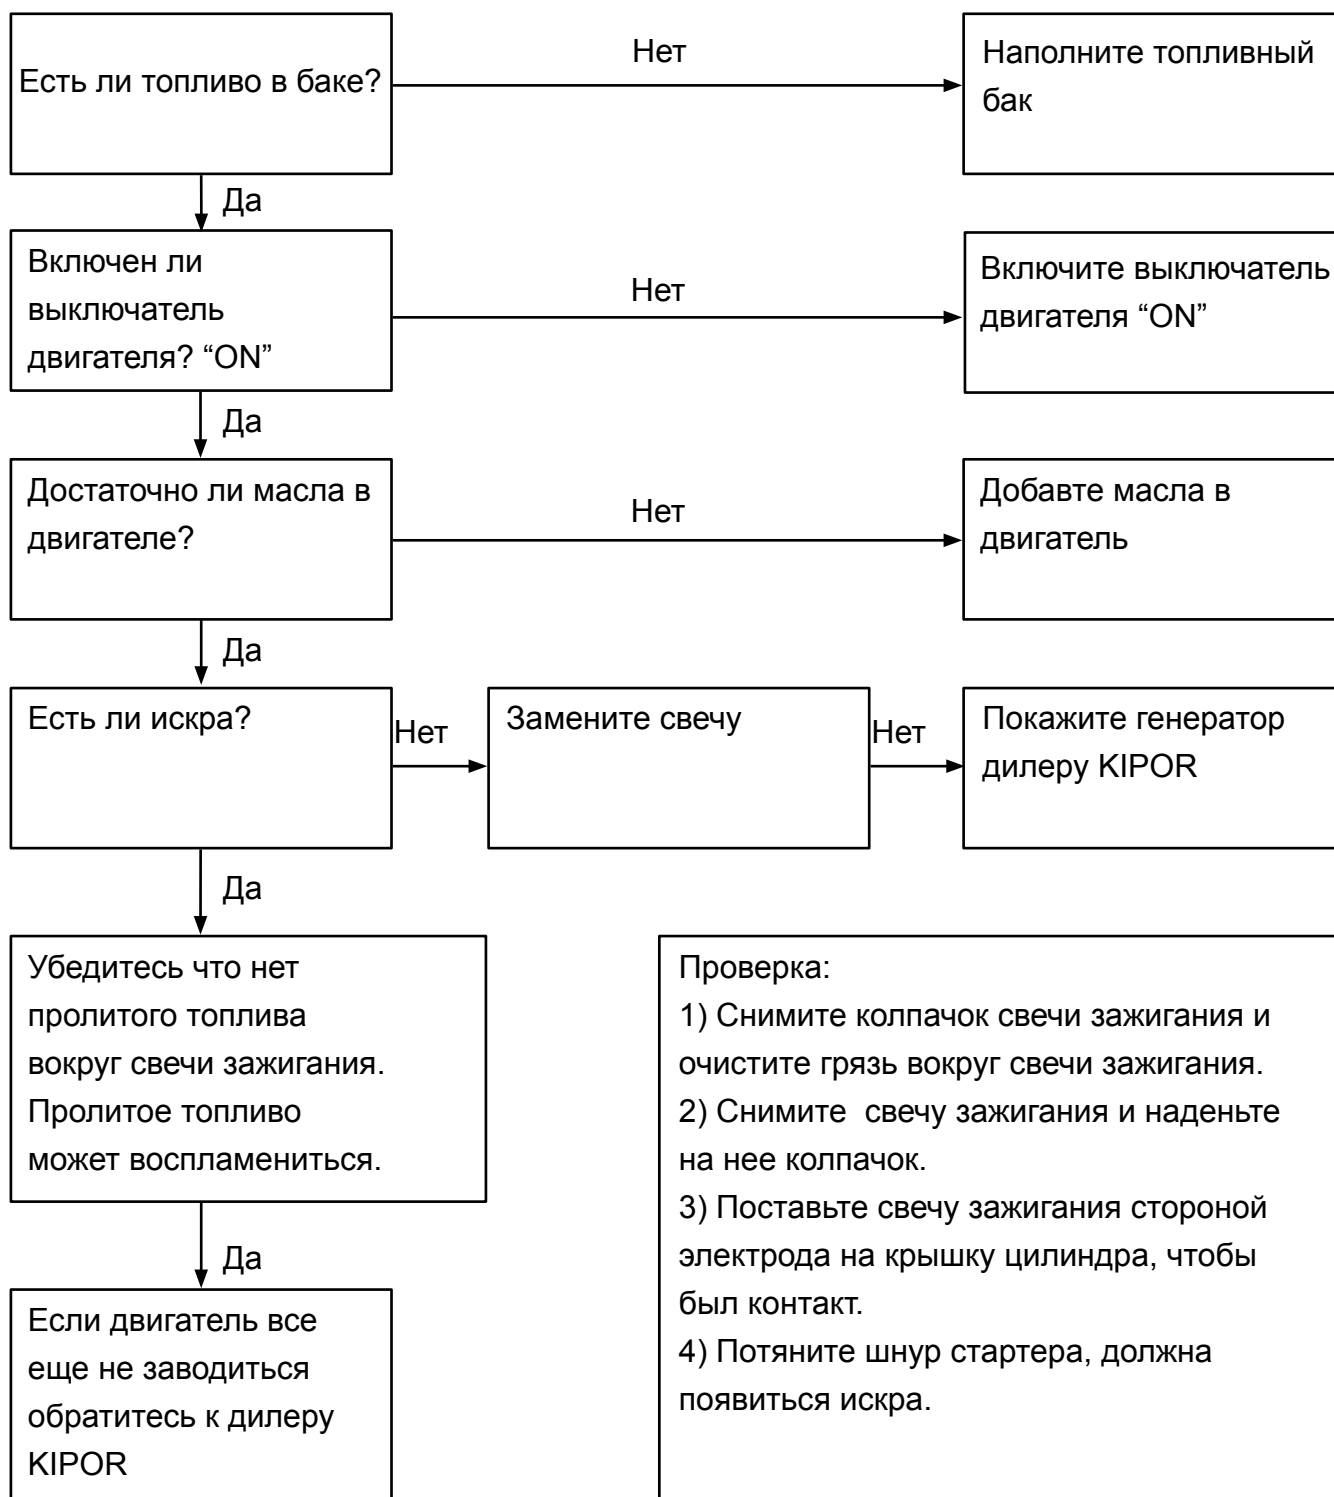 Есть ли топливо в баке?
Нет
Наполните топливный
бак
Да
Включен ли
выключатель
двигателя? “ON”
Нет
Включите выключатель
двигателя “ON”
Да
Достаточно ли масла в
двигателе?
Нет
Добавте масла в
двигатель
Да
Есть ли искра?
Нет
Замените свечу
Нет
Покажите генератор
дилеру KIPOR
Да
Убедитесь что нет
пролитого топлива
вокруг свечи зажигания.
Пролитое топливо
может воспламениться.
Да
Если двигатель все
еще не заводиться
обратитесь к дилеру
KIPOR
Проверка:
1) Снимите колпачок свечи зажигания и
очистите грязь вокруг свечи зажигания.
2) Снимите  свечу зажигания и наденьте
на нее колпачок.
3) Поставьте свечу зажигания стороной
электрода на крышку цилиндра, чтобы
был контакт.
4) Потяните шнур стартера, должна
появиться искра.